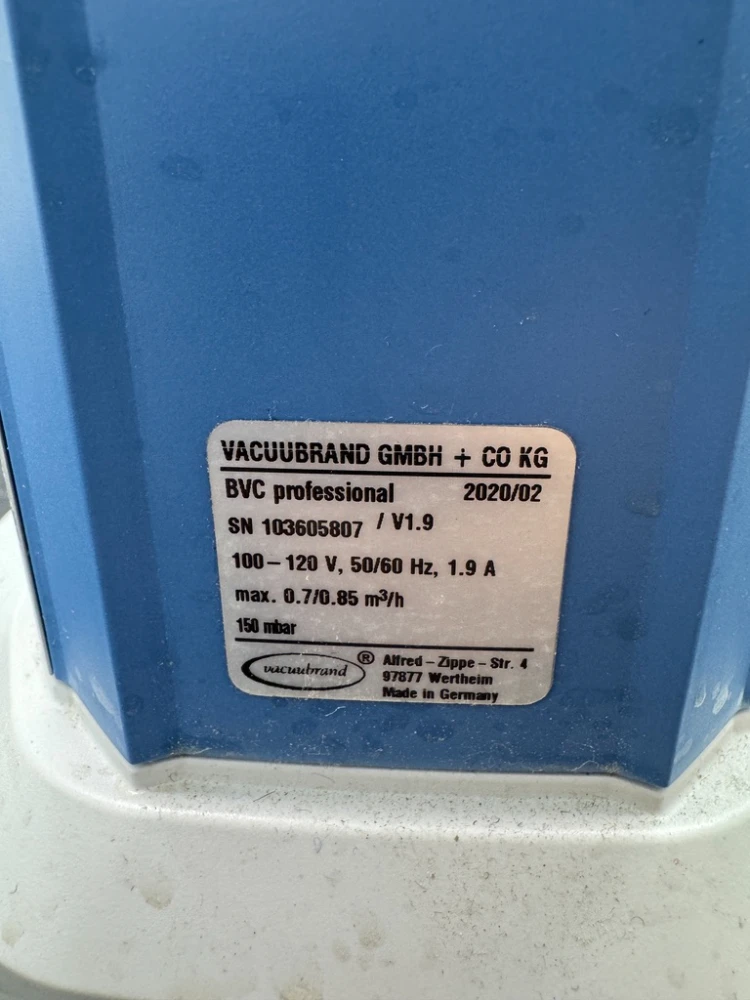 VACUUBRAND GMBH + CO KG
BVC professional 2020/02
SN 103605807 / V1.9
100 – 120 V, 50/60 Hz, 1.9 A
max. 0.7/0.85 m³/h
150 mbar
vacuubrand ® Alfred – Zippe – Str. 4
97877 Wertheim
Made in Germany